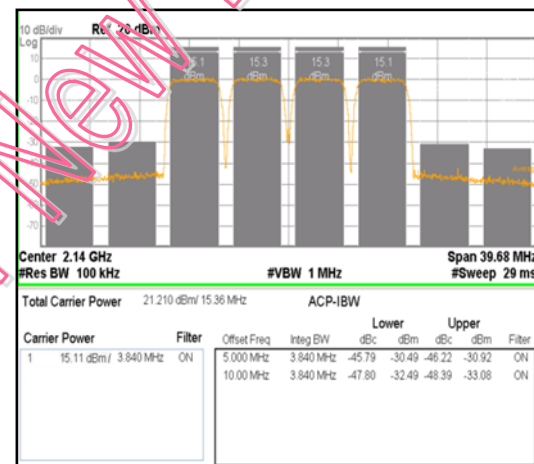 10 dB/div Ref 20 dBm
Log
10
0
-10
-50
-70
15.1 dBm 15.3 dBm 15.3 dBm 15.1 dBm
Center 2.14 GHz Span 39.68 MHz
#Res BW 100 kHz #VBW 1 MHz #Sweep 29 ms
Total Carrier Power 21.210 dBm/ 15.36 MHz ACP-IBW
Lower Upper
Carrier Power Filter Offset Freq Integ BW dBc dBm dBc dBm Filter
1 15.11 dBm / 3.840 MHz ON 5.000 MHz 3.840 MHz -45.79 -30.49 -46.22 -30.92 ON
10.00 MHz 3.840 MHz -47.80 -32.49 -48.39 -33.08 ON
New